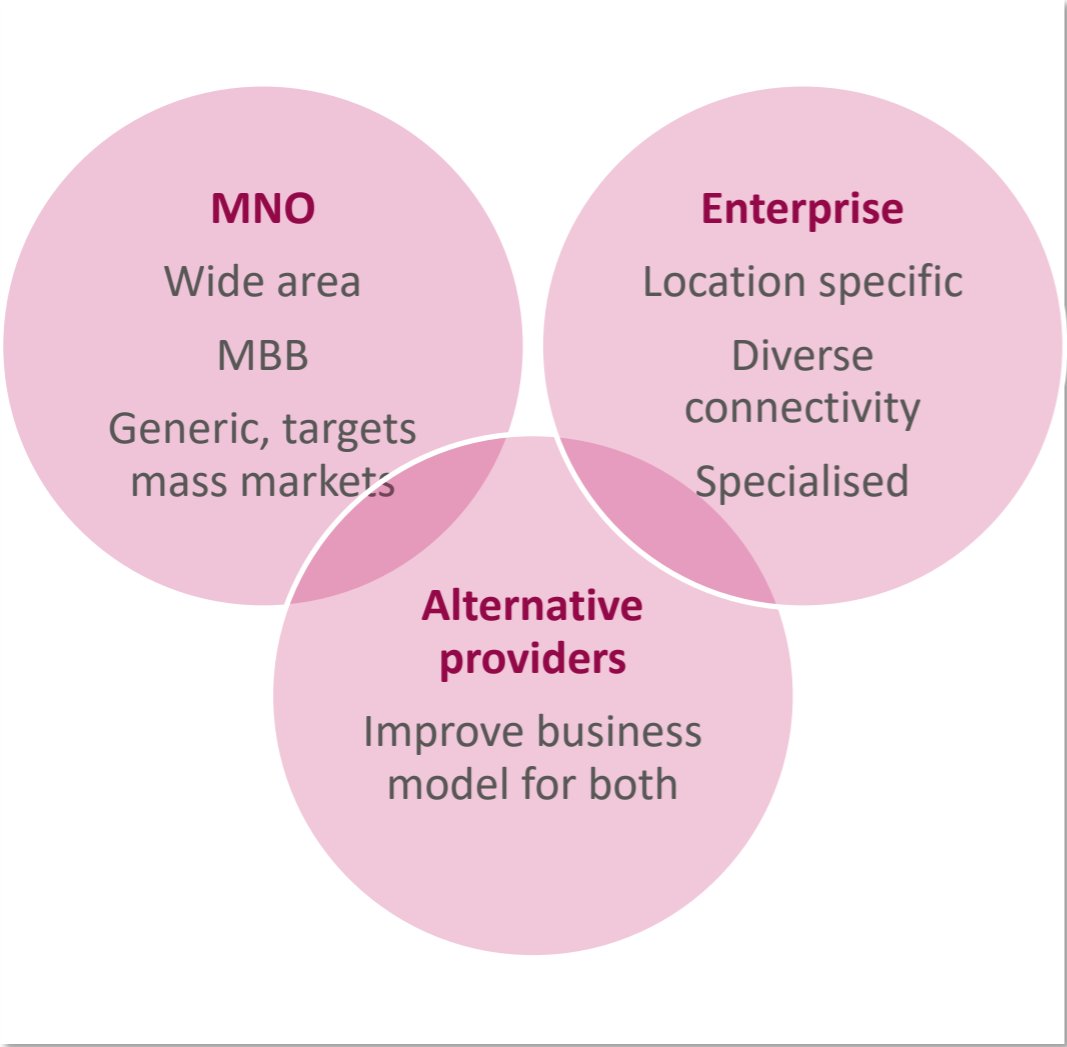 MNO
Wide area
MBB
Generic, targets
mass markets
Enterprise
Location specific
Diverse
connectivity
Specialised
Alternative
providers
Improve business
model for both